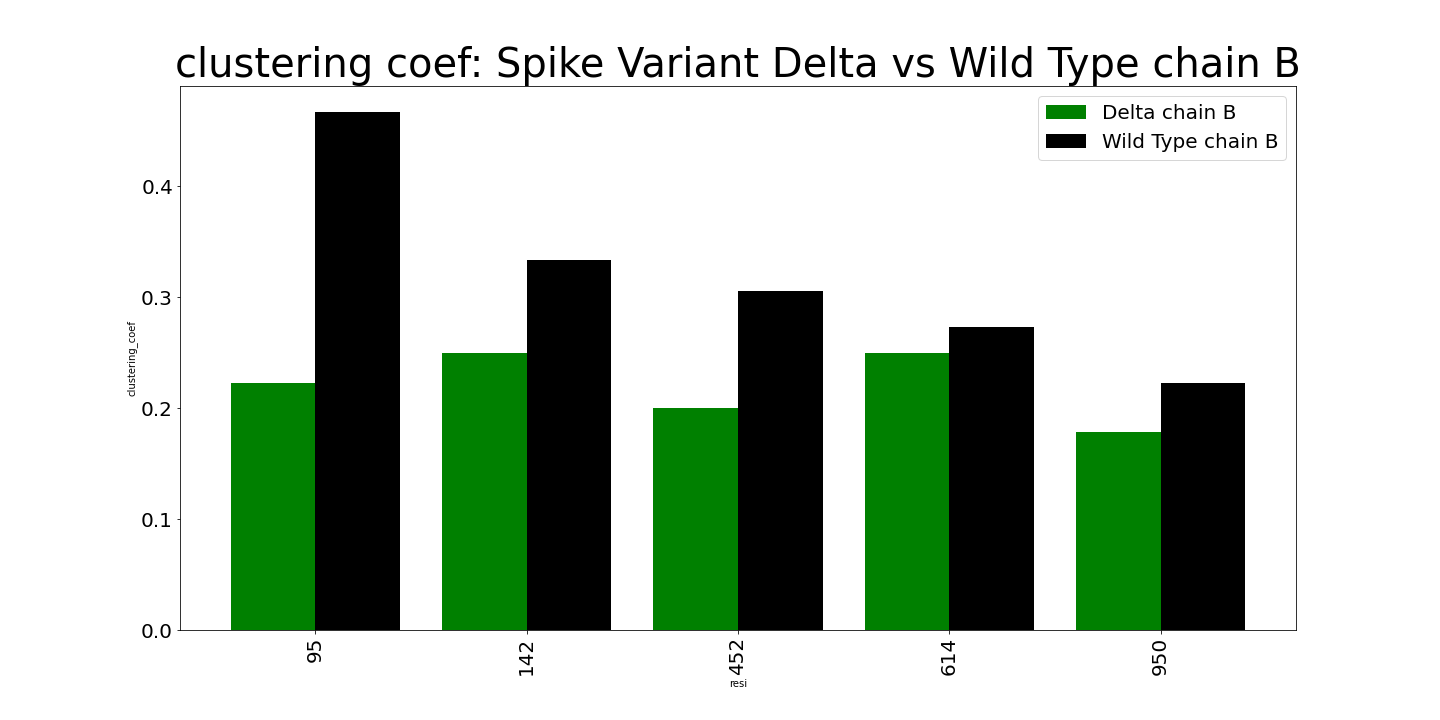 clustering coef: Spike Variant Delta vs Wild Type chain B
Delta chain B
Wild Type chain B
0.4
0.3
0.2
0.1
0.0
clustering_coef
95
142
452
614
950
resi